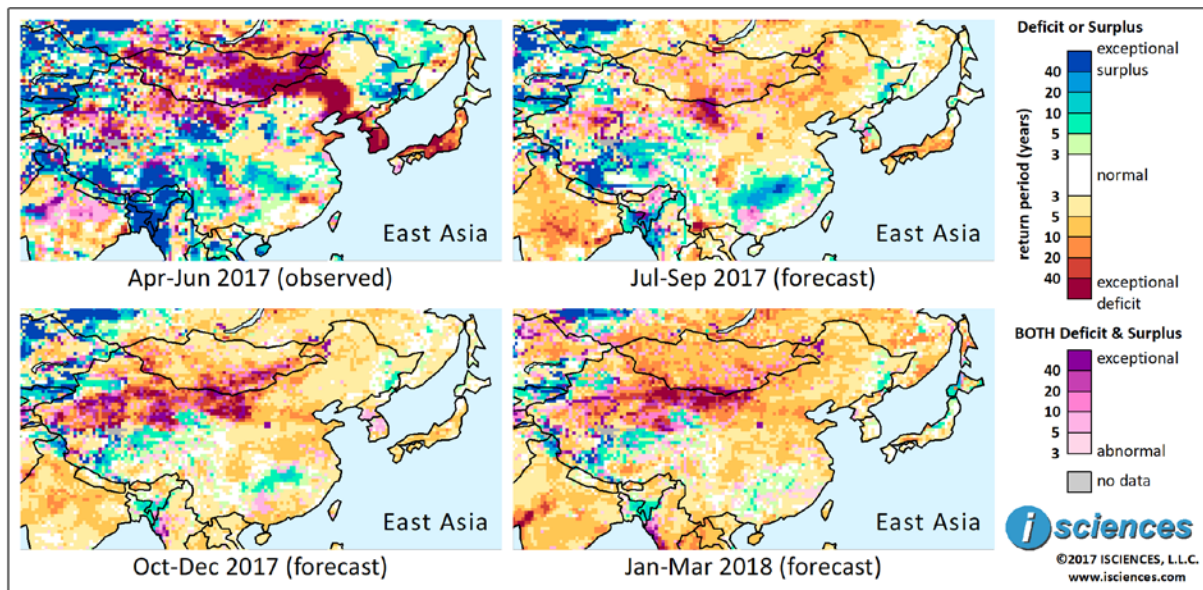 East Asia
Apr-Jun 2017 (observed)
East Asia
Jul-Sep 2017 (forecast)
East Asia
Oct-Dec 2017 (forecast)
East Asia
Jan-Mar 2018 (forecast)
Deficit or Surplus
exceptional
surplus
40
20
10
5
3
normal
3
5
10
20
40
exceptional
deficit
return period (years)
BOTH Deficit & Surplus
exceptional
40
20
10
5
3
abnormal
no data
i sciences
©2017 ISCIENCES, L.L.C.
www.isciences.com